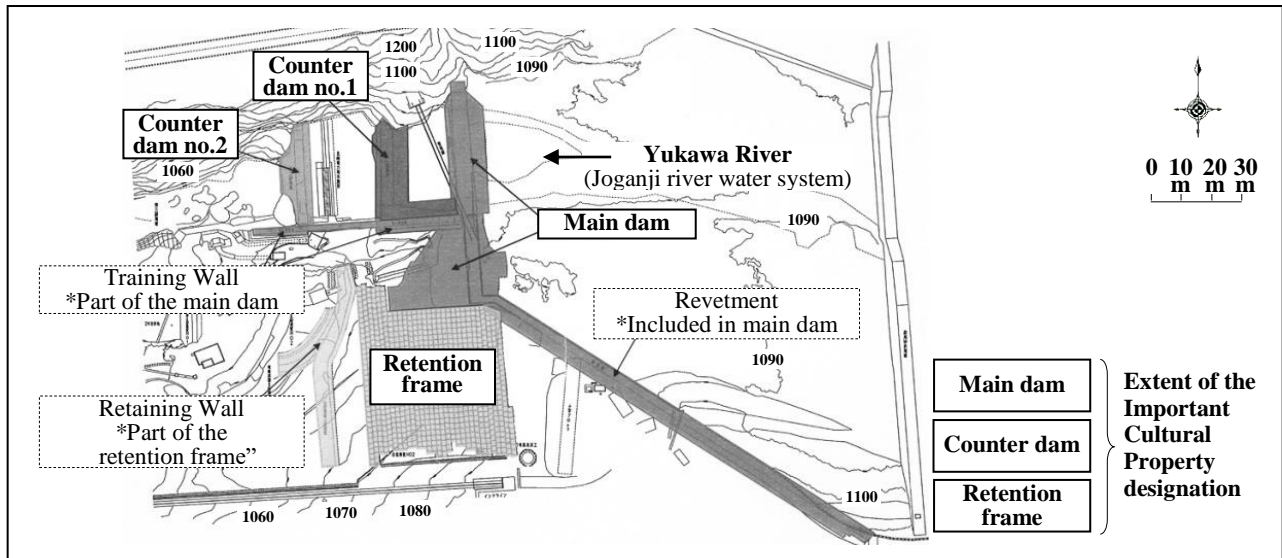 1200
1100
1100
1090
Counter
dam no.1
Counter
dam no.2
1060
Yukawa River
(Joganji river water system)
0 10 20 30
m m m
1090
Main dam
Training Wall
*Part of the main dam
Revetment
*Included in main dam
1090
Retention
frame
Retaining Wall
*Part of the
retention frame”
1060
1070
1080
1100
Main dam
Counter dam
Retention
frame
Extent of the
Important
Cultural
Property
designation